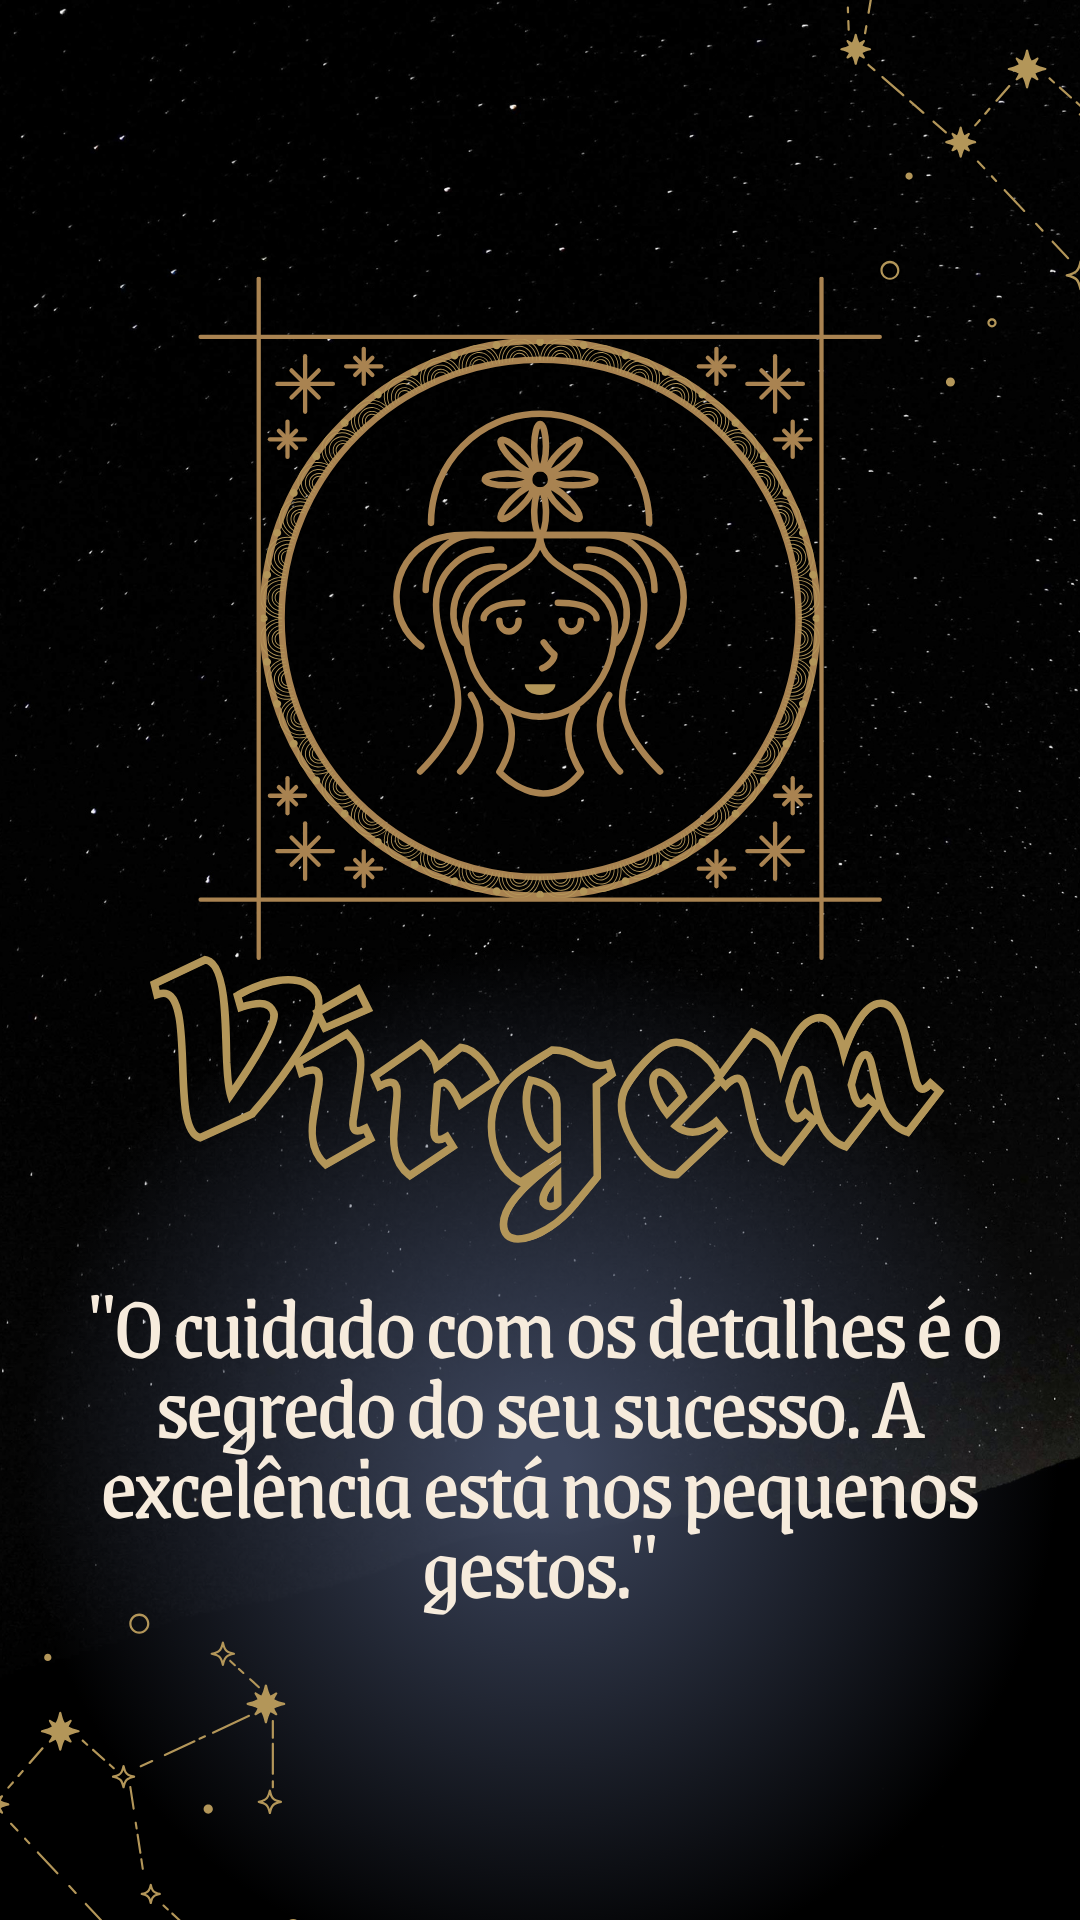 Virgem
"O cuidado com os detalhes é o
segredo do seu sucesso. A
excelência está nos pequenos
gestos."